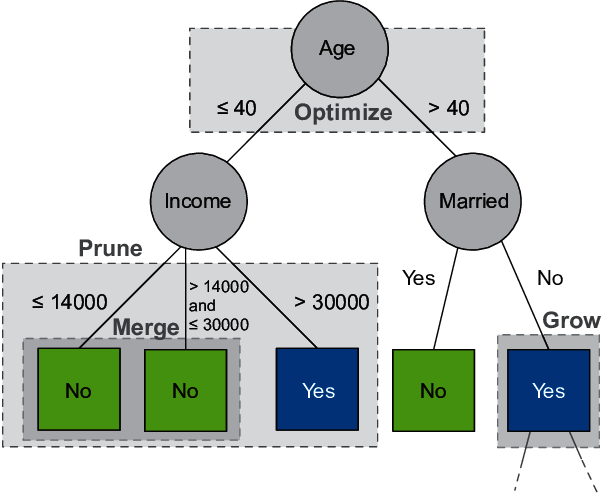 Age
≤ 40
Optimize
> 40
Income
Married
Prune
Yes
No
≤ 14000
> 14000
and
≤ 30000
> 30000
Merge
Grow
No
No
Yes
No
Yes